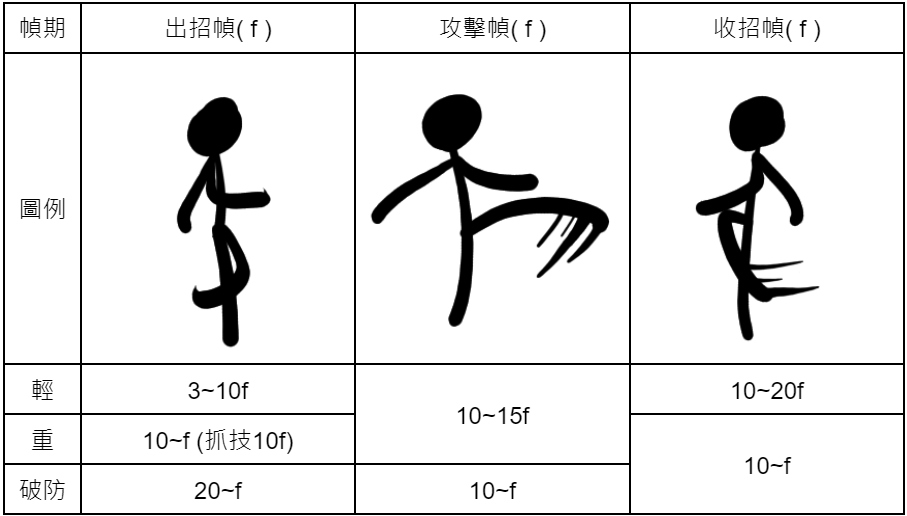 幀期 出招幀( f ) 攻擊幀( f ) 收招幀( f )
圖例
輕 3~10f 10~15f 10~20f
重 10~f (抓技10f) 10~f
破防 20~f 10~f